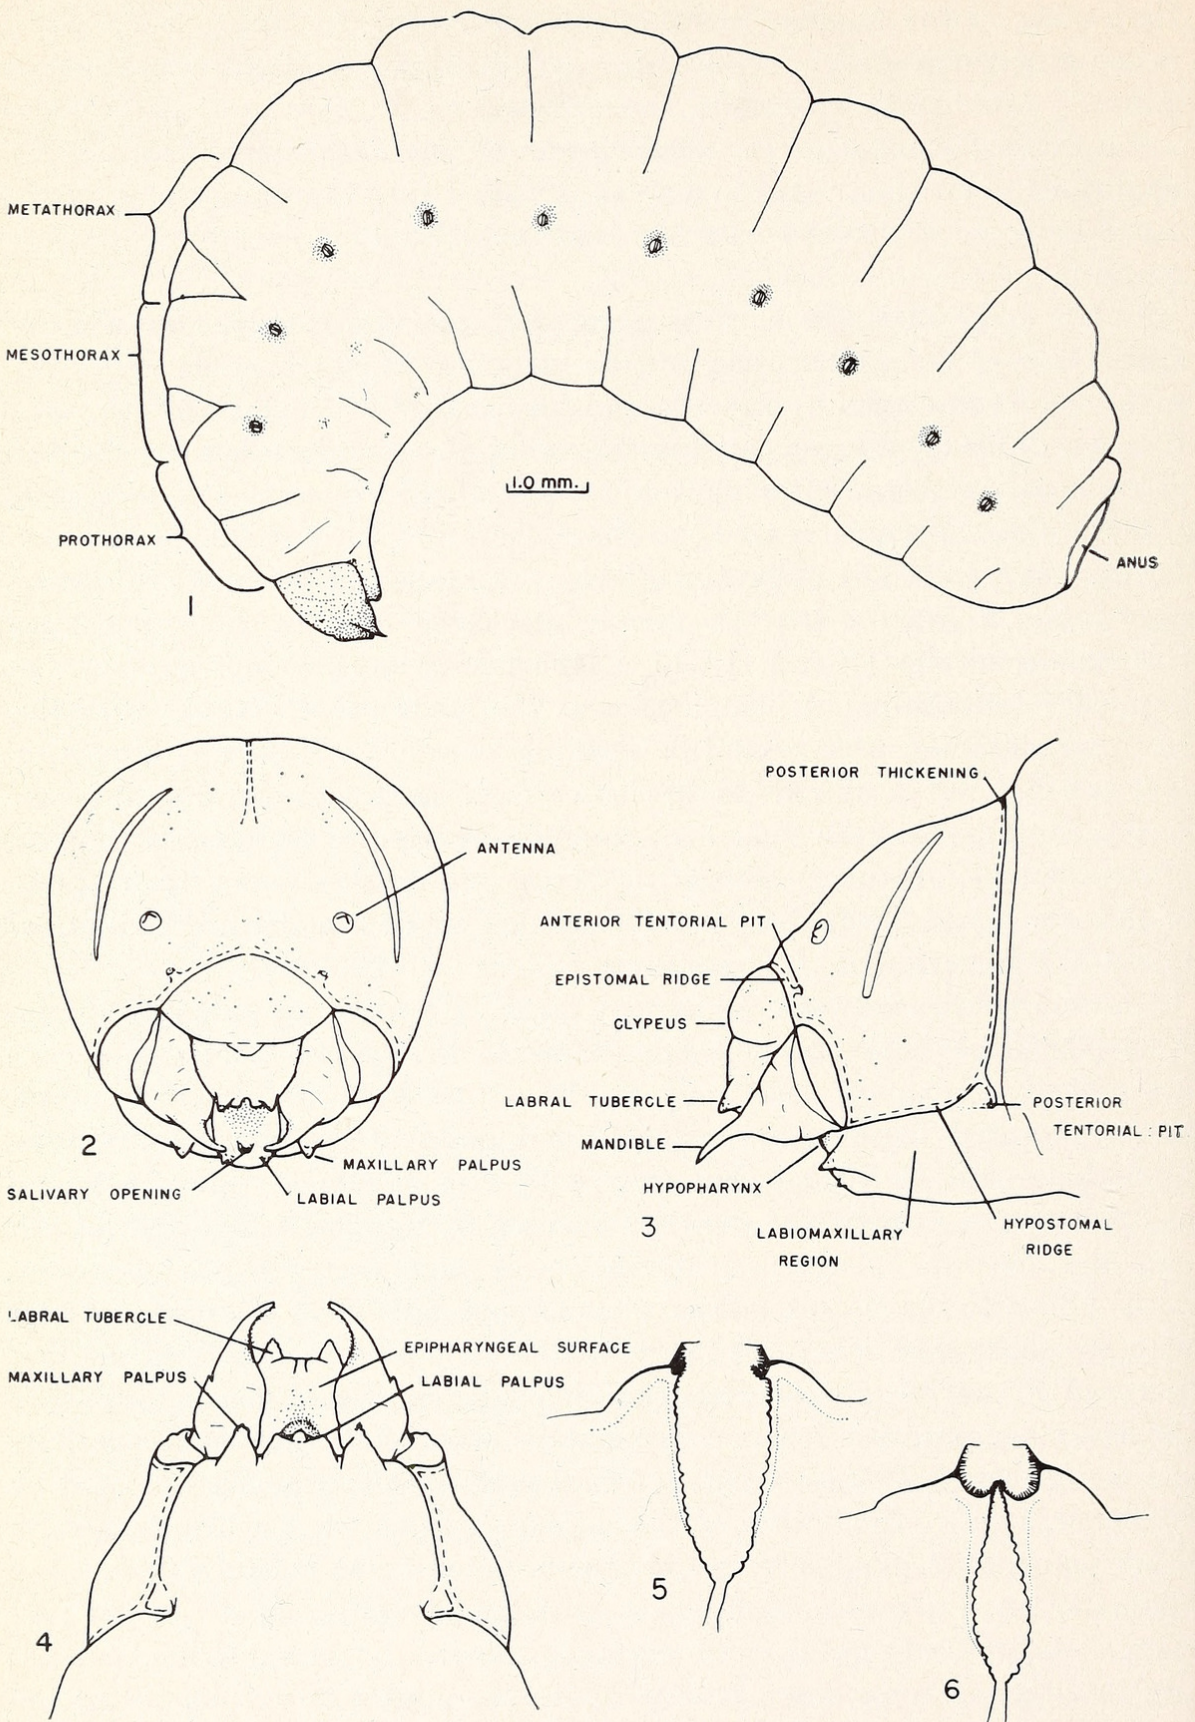 METATHORAX
MESOTHORAX
PROTHORAX
1.0 mm.
ANUS
1
POSTERIOR THICKENING
ANTENNA
ANTERIOR TENTORIAL PIT
EPISTOMAL RIDGE
CLYPEUS
LABRAL TUBERCLE
MANDIBLE
HYPOPHARYNX
POSTERIOR
TENTORIAL PIT
2
MAXILLARY PALPUS
SALIVARY OPENING
LABIAL PALPUS
3
LABIOMAXILLARY
REGION
HYPOSTOMAL
RIDGE
LABRAL TUBERCLE
MAXILLARY PALPUS
EPIPHARYNGEAL SURFACE
LABIAL PALPUS
4
5
6